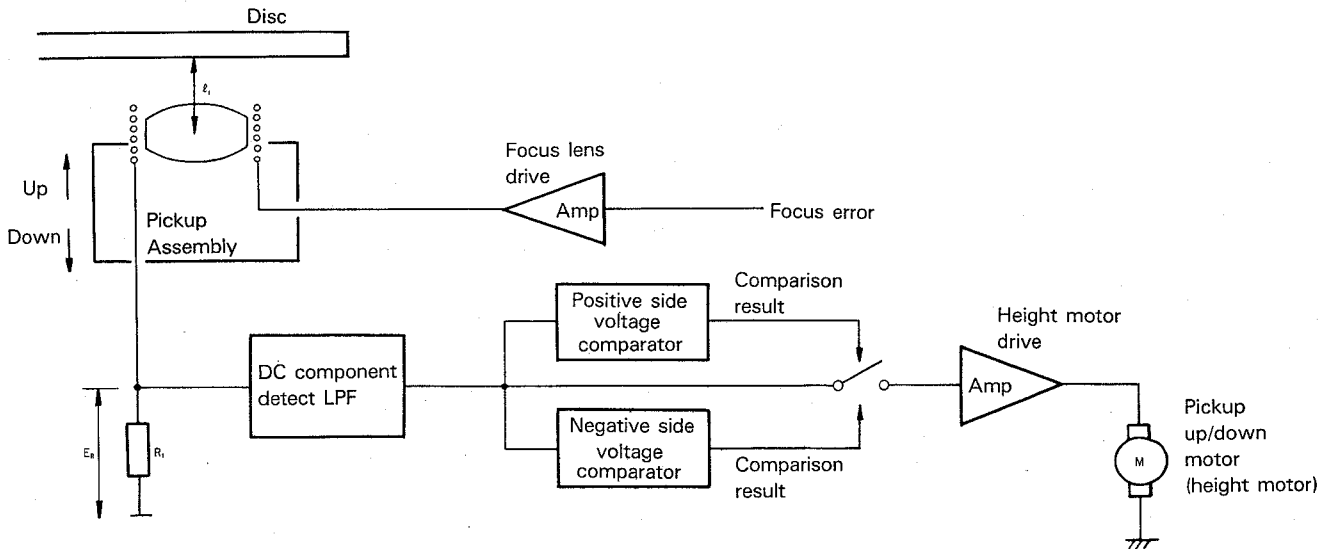 Disc
ℓ₁
Up
Down
Pickup
Assembly
Focus lens
drive
Amp
Focus error
Positive side
voltage
comparator
Comparison
result
DC component
detect LPF
Negative side
voltage
comparator
Comparison
result
Height motor
drive
Amp
E_R
R₁
M
Pickup
up/down
motor
(height motor)